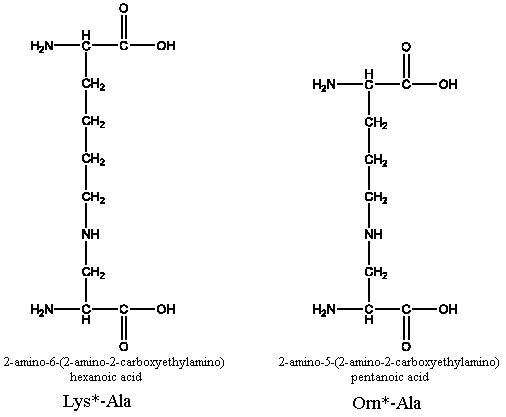 O
H
H₂N C C OH
CH₂
CH₂
CH₂
CH₂
NH
CH₂
H₂N C C OH
H
O
2-amino-6-(2-amino-2-carboxyethylamino)
hexanoic acid
Lys*-Ala
O
H
H₂N C C OH
CH₂
CH₂
CH₂
NH
CH₂
H₂N C C OH
H
O
2-amino-5-(2-amino-2-carboxyethylamino)
pentanoic acid
Orn*-Ala